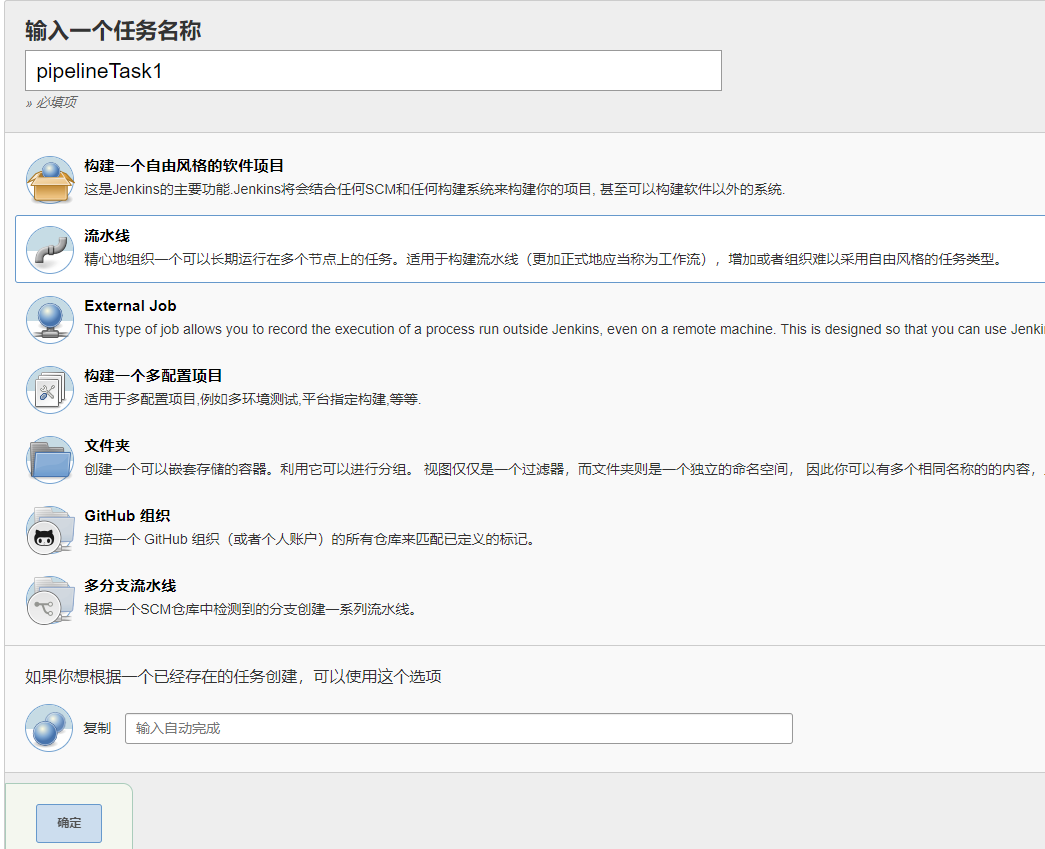 输入一个任务名称
pipelineTask1
» 必填项
构建一个自由风格的软件项目
这是Jenkins的主要功能.Jenkins将会结合任何SCM和任何构建系统来构建你的项目, 甚至可以构建软件以外的系统.
流水线
精心地组织一个可以长期运行在多个节点上的任务。适用于构建流水线（更加正式地应当称为工作流），增加或者组织难以采用自由风格的任务类型。
External Job
This type of job allows you to record the execution of a process run outside Jenkins, even on a remote machine. This is designed so that you can use Jenki
构建一个多配置项目
适用于多配置项目,例如多环境测试,平台指定构建,等等.
文件夹
创建一个可以嵌套存储的容器。利用它可以进行分组。 视图仅仅是一个过滤器，而文件夹则是一个独立的命名空间， 因此你可以有多个相同名称的的内容，
GitHub 组织
扫描一个 GitHub 组织（或者个人账户）的所有仓库来匹配已定义的标记。
多分支流水线
根据一个SCM仓库中检测到的分支创建一系列流水线。
如果你想根据一个已经存在的任务创建，可以使用这个选项
复制 输入自动完成
确定